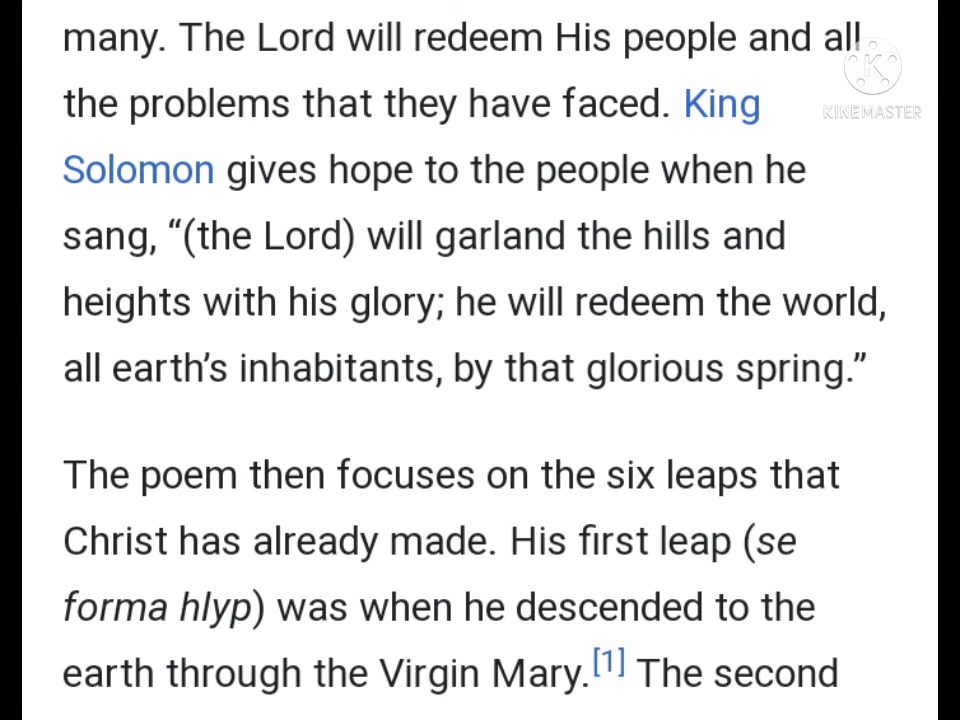 many. The Lord will redeem His people and all
the problems that they have faced. King
Solomon gives hope to the people when he
sang, “(the Lord) will garland the hills and
heights with his glory; he will redeem the world,
all earth’s inhabitants, by that glorious spring.”
The poem then focuses on the six leaps that
Christ has already made. His first leap (se
forma hlyp) was when he descended to the
earth through the Virgin Mary.[1] The second
K
KINEMASTER